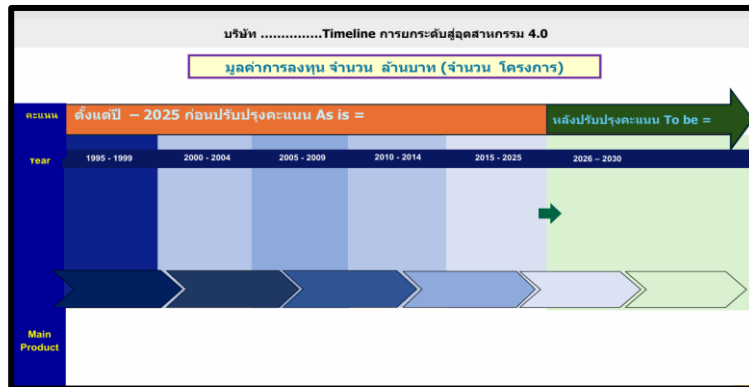 บริษัท ...............Timeline การยกระดับสู่อุตสาหกรรม 4.0
มูลค่าการลงทุน จำนวน ล้านบาท (จำนวน โครงการ)
คะแนน
ตั้งแต่ปี – 2025 ก่อนปรับปรุงคะแนน As is =
หลังปรับปรุงคะแนน To be =
Year
1995 - 1999
2000 - 2004
2005 - 2009
2010 - 2014
2015 - 2025
2026 – 2030
Main
Product